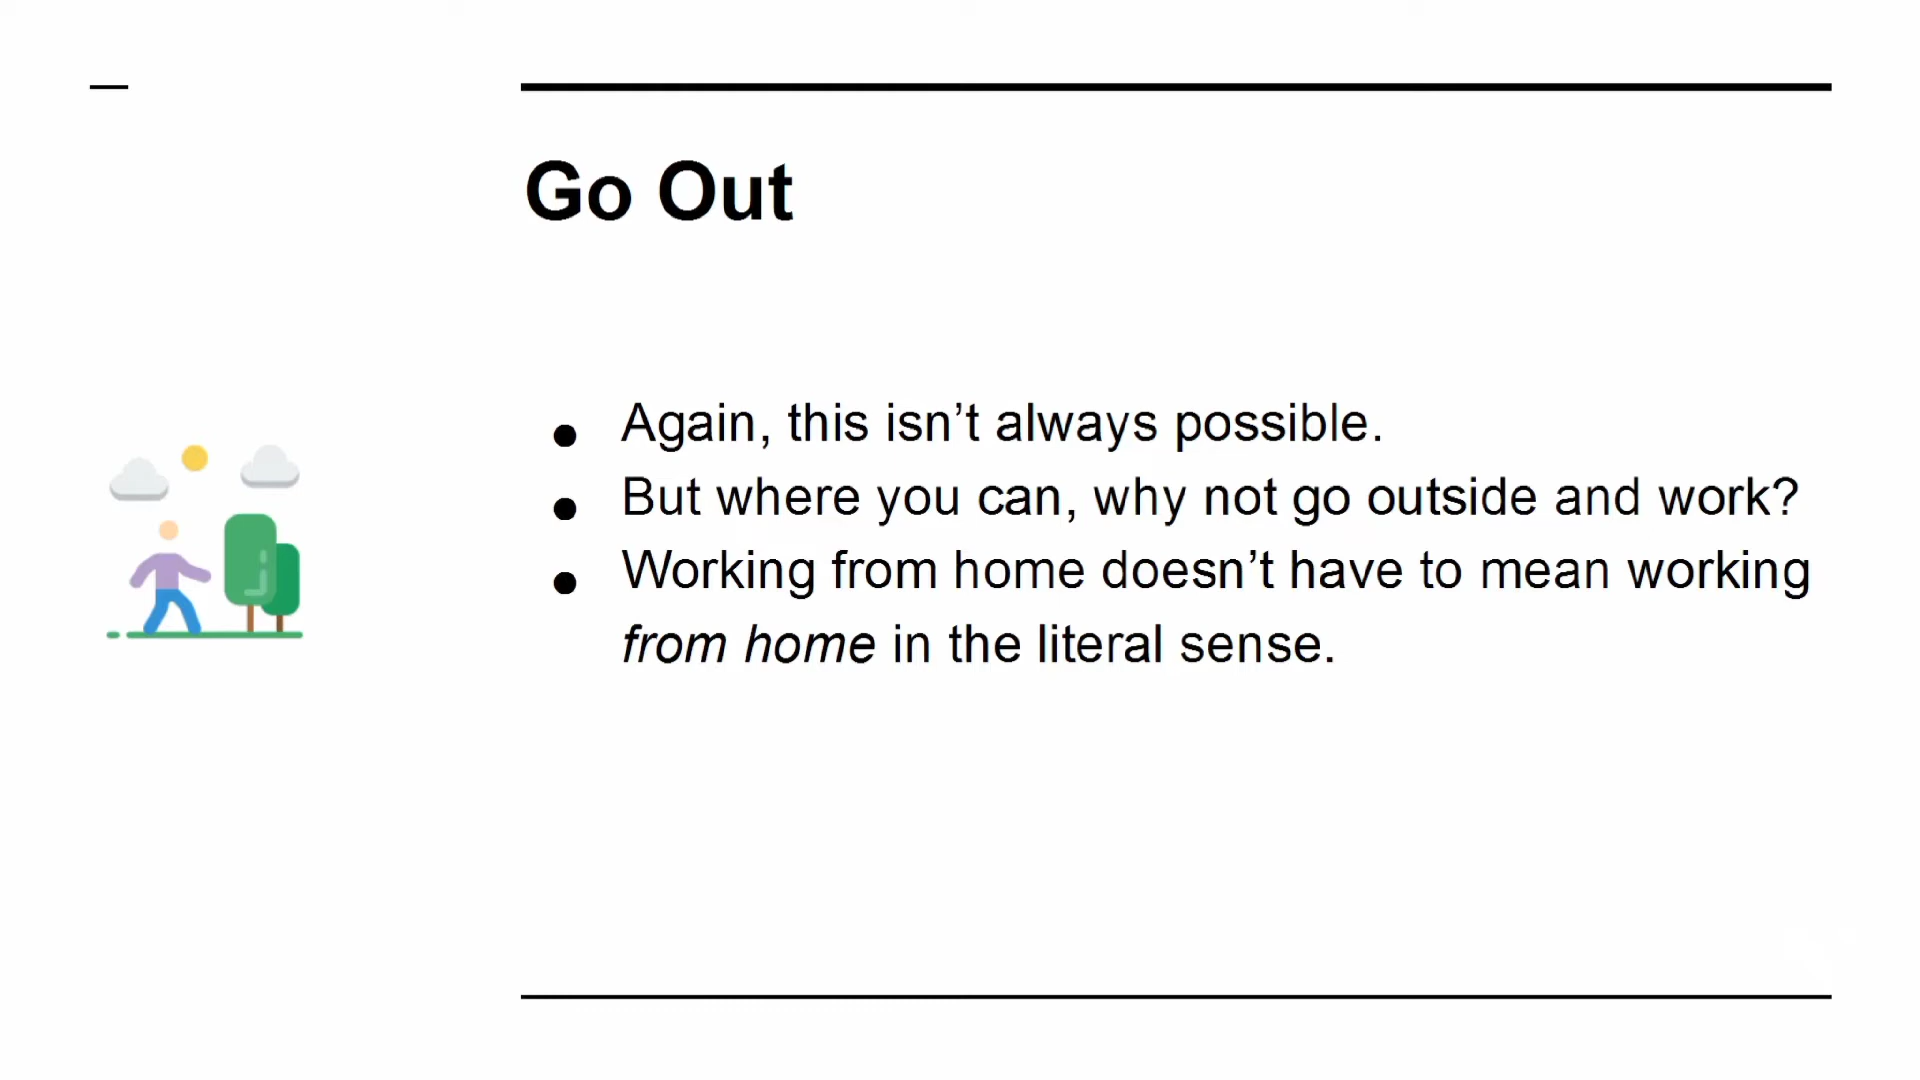 Go Out
● Again, this isn’t always possible.
● But where you can, why not go outside and work?
● Working from home doesn’t have to mean working
from home in the literal sense.